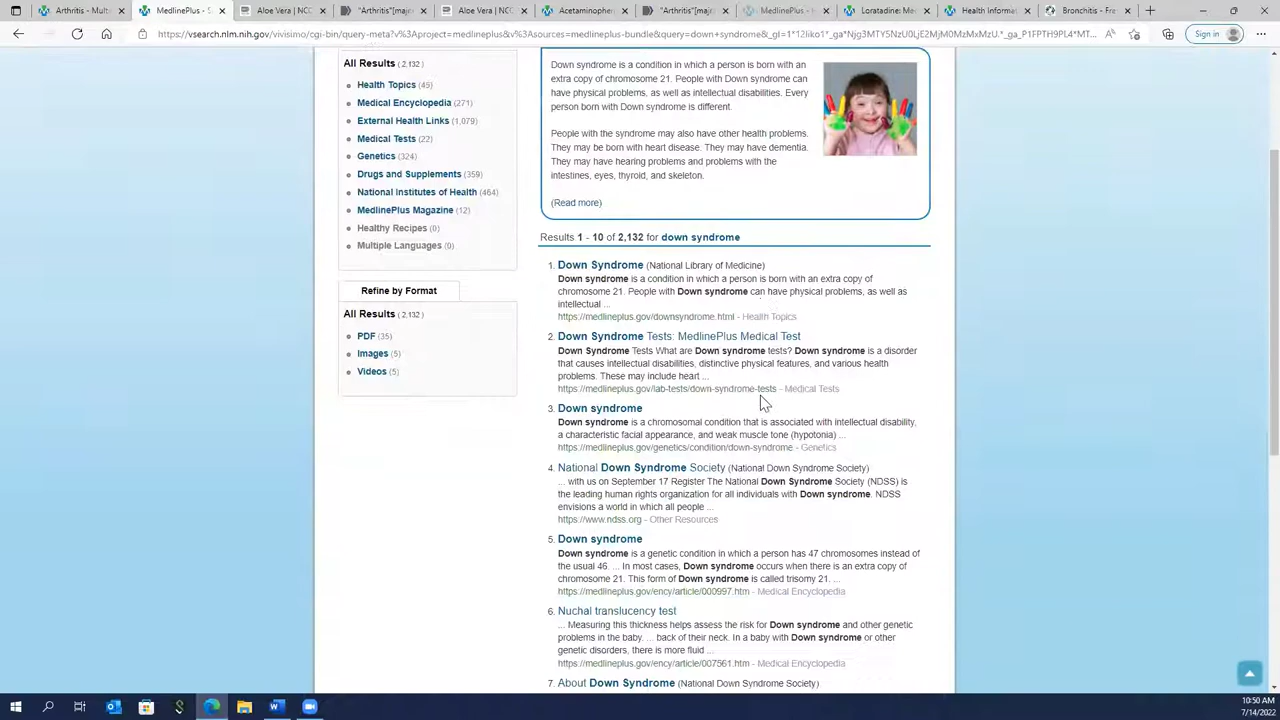 "Arthritis"[majer]
MedlinePlus - S
Aloe Vera | NCC
"Arthritis"[majer]
Aloe Vera | NCC
Acetaminophe
"Arthritis"[majer]
MedlinePlus - H
Loratadine: Me
Health Informat
Bronchitis - Fre
https://vsearch.nlm.nih.gov/vivisimo/cgi-bin/query-meta?v%3Aproject=medlineplus&v%3Asources=medlineplus-bundle&query=down+syndrome&
Sign in
All Results (2,132)
Health Topics (45)
Medical Encyclopedia (271)
External Health Links (1,079)
Medical Tests (22)
Genetics (324)
Drugs and Supplements (359)
National Institutes of Health (464)
MedlinePlus Magazine (12)
Healthy Recipes (0)
Multiple Languages (0)
Refine by Format
All Results (2,132)
PDF (35)
Images (5)
Videos (5)
Down syndrome is a condition in which a person is born with an
extra copy of chromosome 21. People with Down syndrome can
have physical problems, as well as intellectual disabilities. Every
person born with Down syndrome is different.
People with the syndrome may also have other health problems.
They may be born with heart disease. They may have dementia.
They may have hearing problems and problems with the
intestines, eyes, thyroid, and skeleton.
(Read more)
Results 1 - 10 of 2,132 for down syndrome
1. Down Syndrome (National Library of Medicine)
Down syndrome is a condition in which a person is born with an extra copy of
chromosome 21. People with Down syndrome can have physical problems, as well as
intellectual ...
https://medlineplus.gov/downsyndrome.html - Health Topics
2. Down Syndrome Tests: MedlinePlus Medical Test
Down Syndrome Tests What are Down syndrome tests? Down syndrome is a disorder
that causes intellectual disabilities, distinctive physical features, and various health
problems. These may include heart ...
https://medlineplus.gov/lab-tests/down-syndrome-tests - Medical Tests
3. Down syndrome
Down syndrome is a chromosomal condition that is associated with intellectual disability,
a characteristic facial appearance, and weak muscle tone (hypotonia) ...
https://medlineplus.gov/genetics/condition/down-syndrome - Genetics
4. National Down Syndrome Society (National Down Syndrome Society)
... with us on September 17 Register The National Down Syndrome Society (NDSS) is
the leading human rights organization for all individuals with Down syndrome. NDSS
envisions a world in which all people ...
https://www.ndss.org - Other Resources
5. Down syndrome
Down syndrome is a genetic condition in which a person has 47 chromosomes instead of
the usual 46. ... In most cases, Down syndrome occurs when there is an extra copy of
chromosome 21. This form of Down syndrome is called trisomy 21. ...
https://medlineplus.gov/ency/article/000997.htm - Medical Encyclopedia
6. Nuchal translucency test
... Measuring this thickness helps assess the risk for Down syndrome and other genetic
problems in the baby. ... back of their neck. In a baby with Down syndrome or other
genetic disorders, there is more fluid ...
https://medlineplus.gov/ency/article/007561.htm - Medical Encyclopedia
7. About Down Syndrome (National Down Syndrome Society)
10:50 AM
7/14/2022